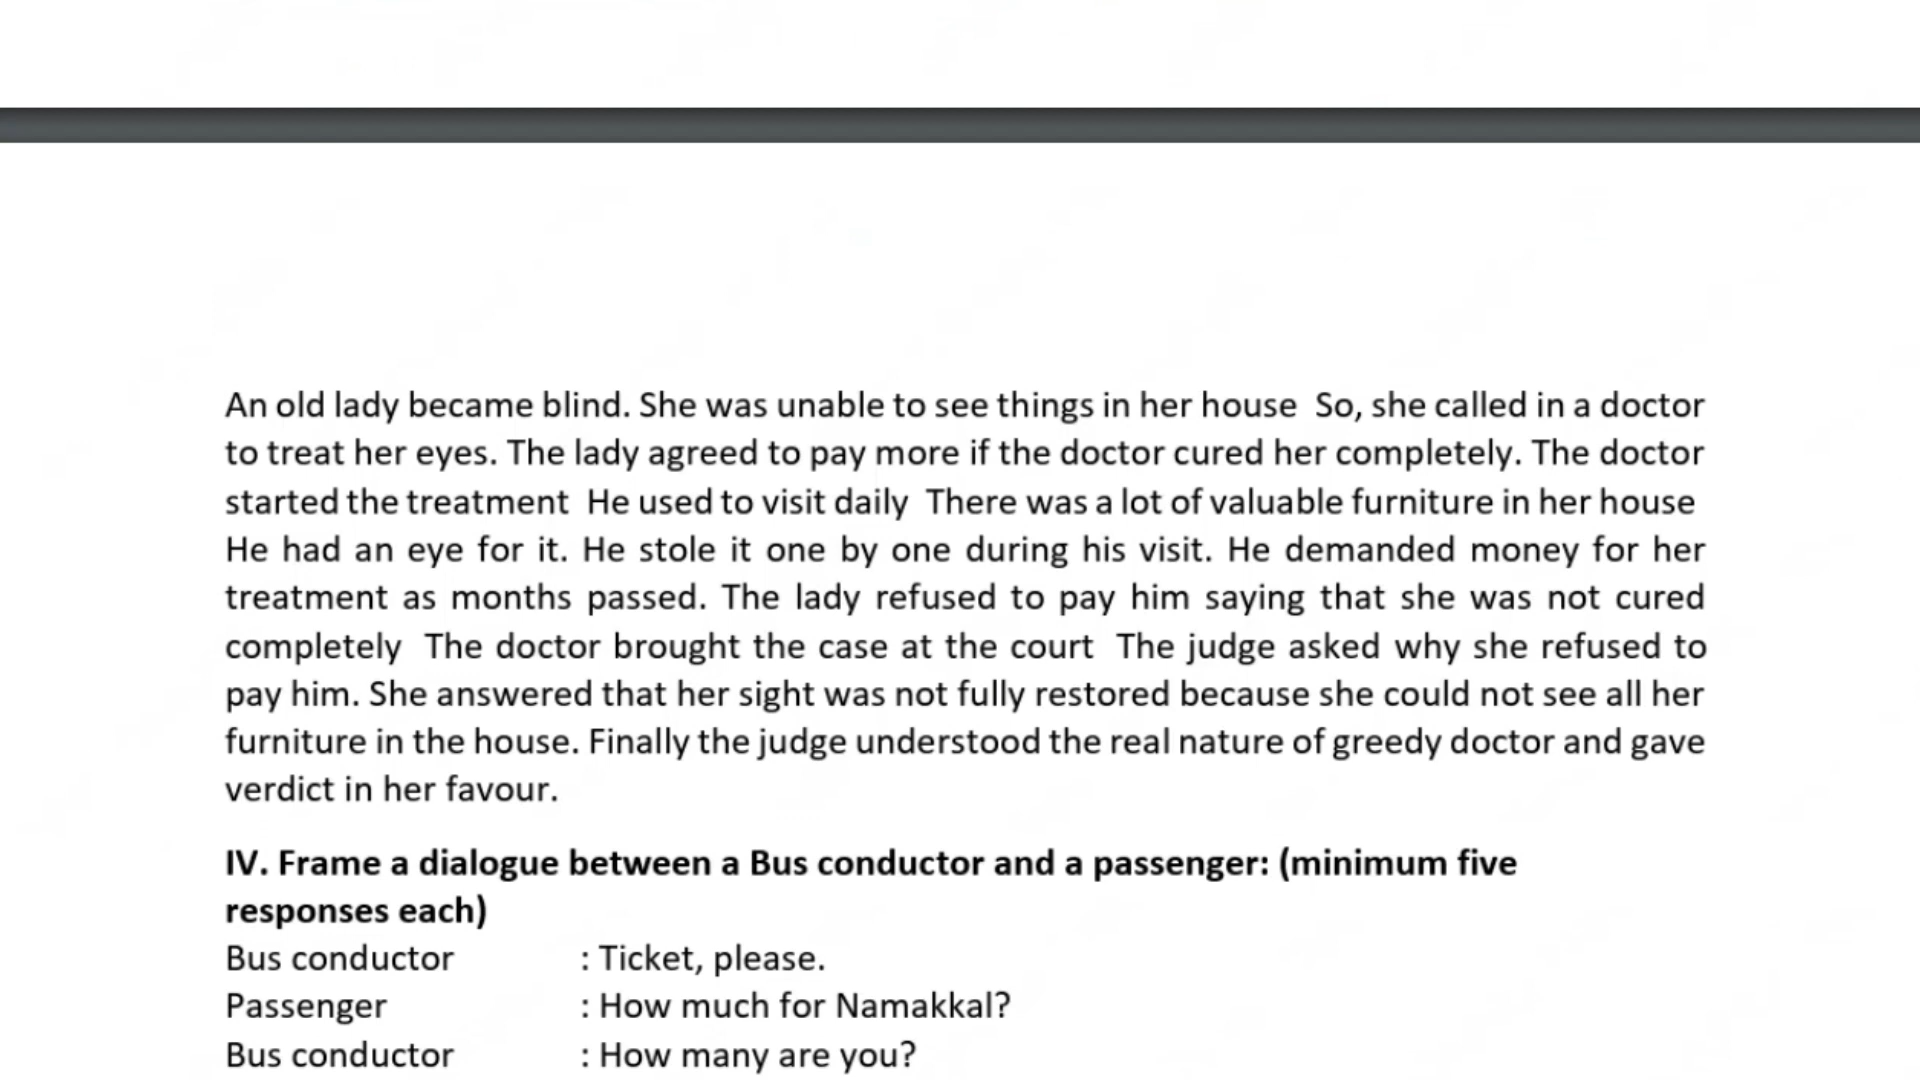 An old lady became blind. She was unable to see things in her house  So, she called in a doctor
to treat her eyes. The lady agreed to pay more if the doctor cured her completely. The doctor
started the treatment  He used to visit daily  There was a lot of valuable furniture in her house
He had an eye for it. He stole it one by one during his visit. He demanded money for her
treatment as months passed. The lady refused to pay him saying that she was not cured
completely  The doctor brought the case at the court  The judge asked why she refused to
pay him. She answered that her sight was not fully restored because she could not see all her
furniture in the house. Finally the judge understood the real nature of greedy doctor and gave
verdict in her favour.
IV. Frame a dialogue between a Bus conductor and a passenger: (minimum five
responses each)
Bus conductor : Ticket, please.
Passenger : How much for Namakkal?
Bus conductor : How many are you?